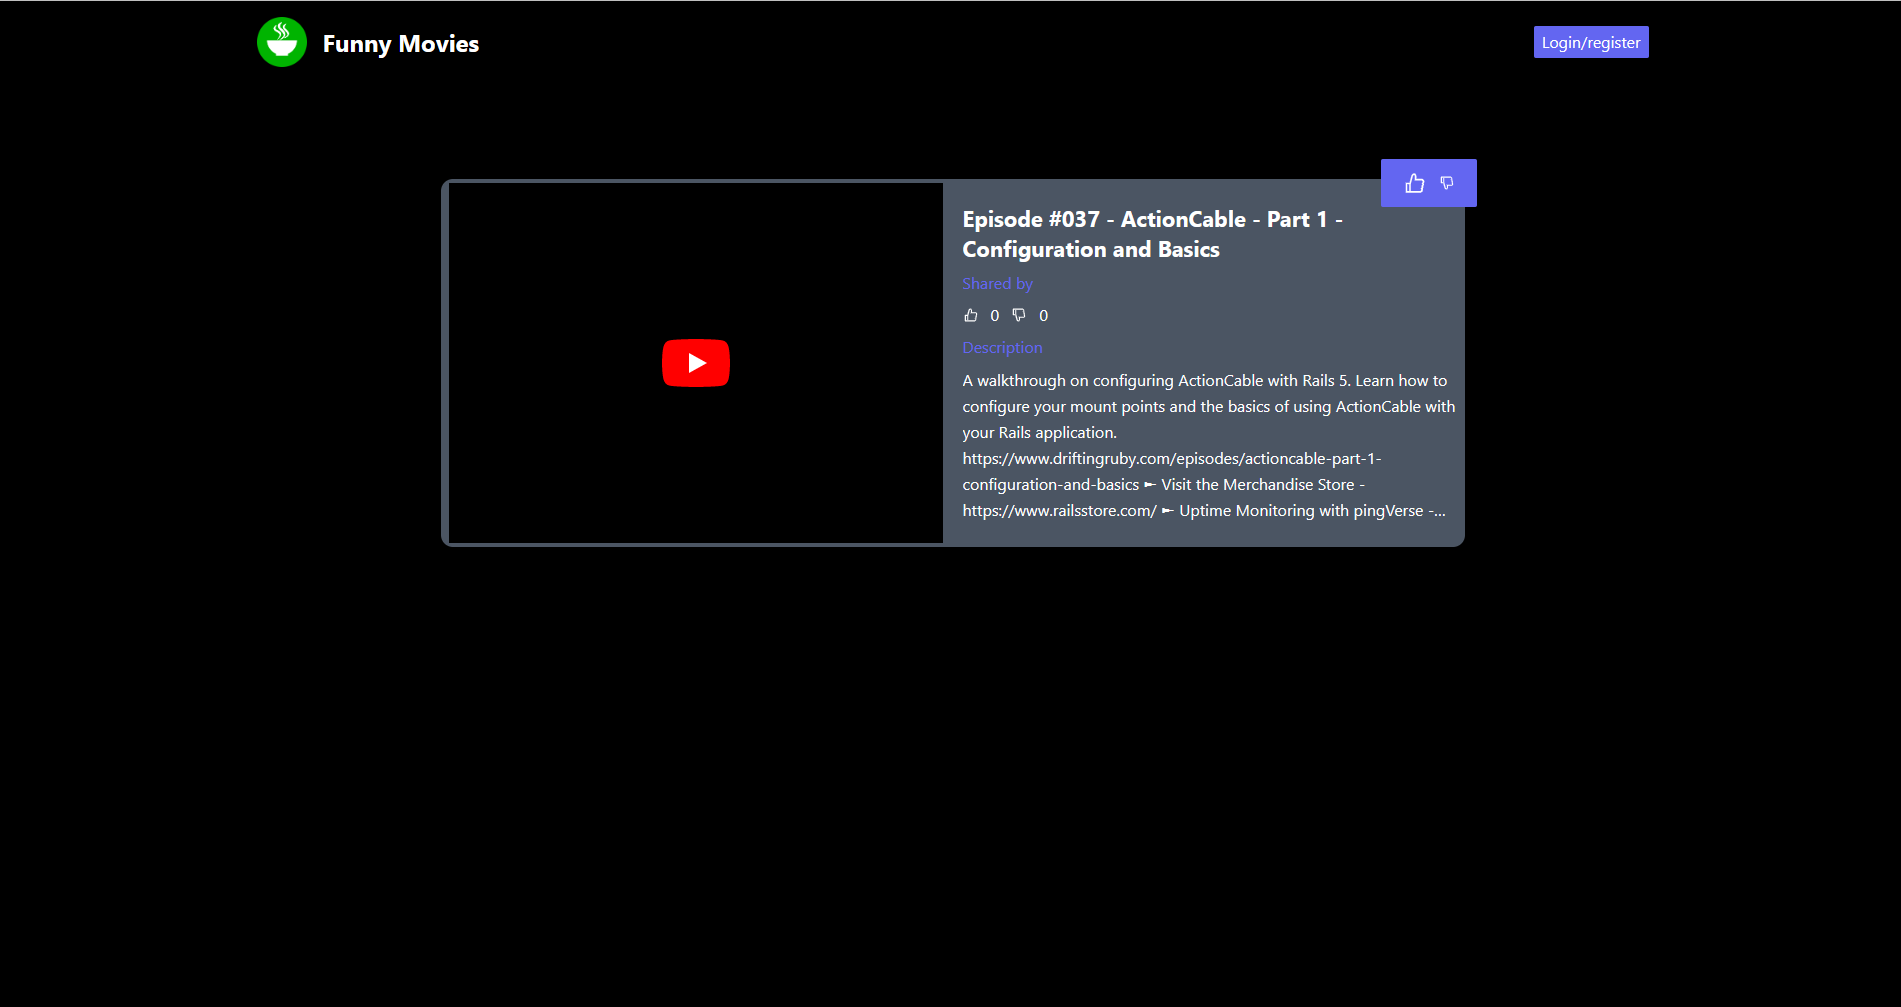 Funny Movies
Login/register
Episode #037 - ActionCable - Part 1 -
Configuration and Basics
Shared by
0 0
Description
A walkthrough on configuring ActionCable with Rails 5. Learn how to
configure your mount points and the basics of using ActionCable with
your Rails application.
https://www.driftingruby.com/episodes/actioncable-part-1-
configuration-and-basics ► Visit the Merchandise Store -
https://www.railsstore.com/ ► Uptime Monitoring with pingVerse -...